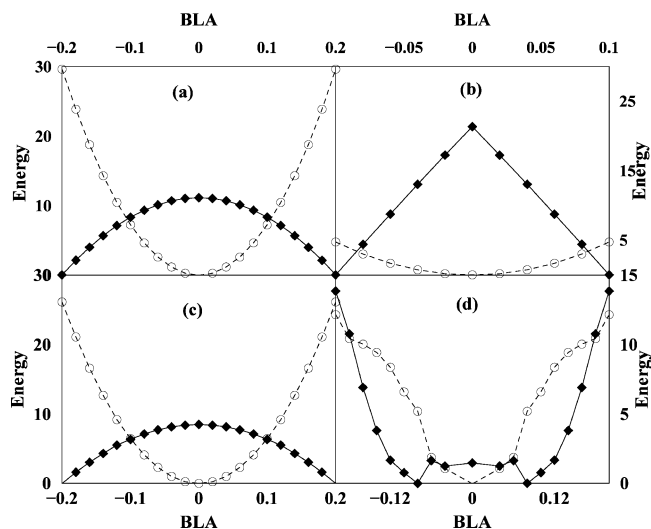 BLA BLA
−0.2 −0.1 0 0.1 0.2 −0.05 0 0.05 0.1
30 (a) (b)
25
20
Energy 15 Energy
10
5
30 15
(c) (d)
20 10
Energy Energy
10 5
0 0
−0.2 −0.1 0 0.1 0.2 −0.12 0 0.12
BLA BLA